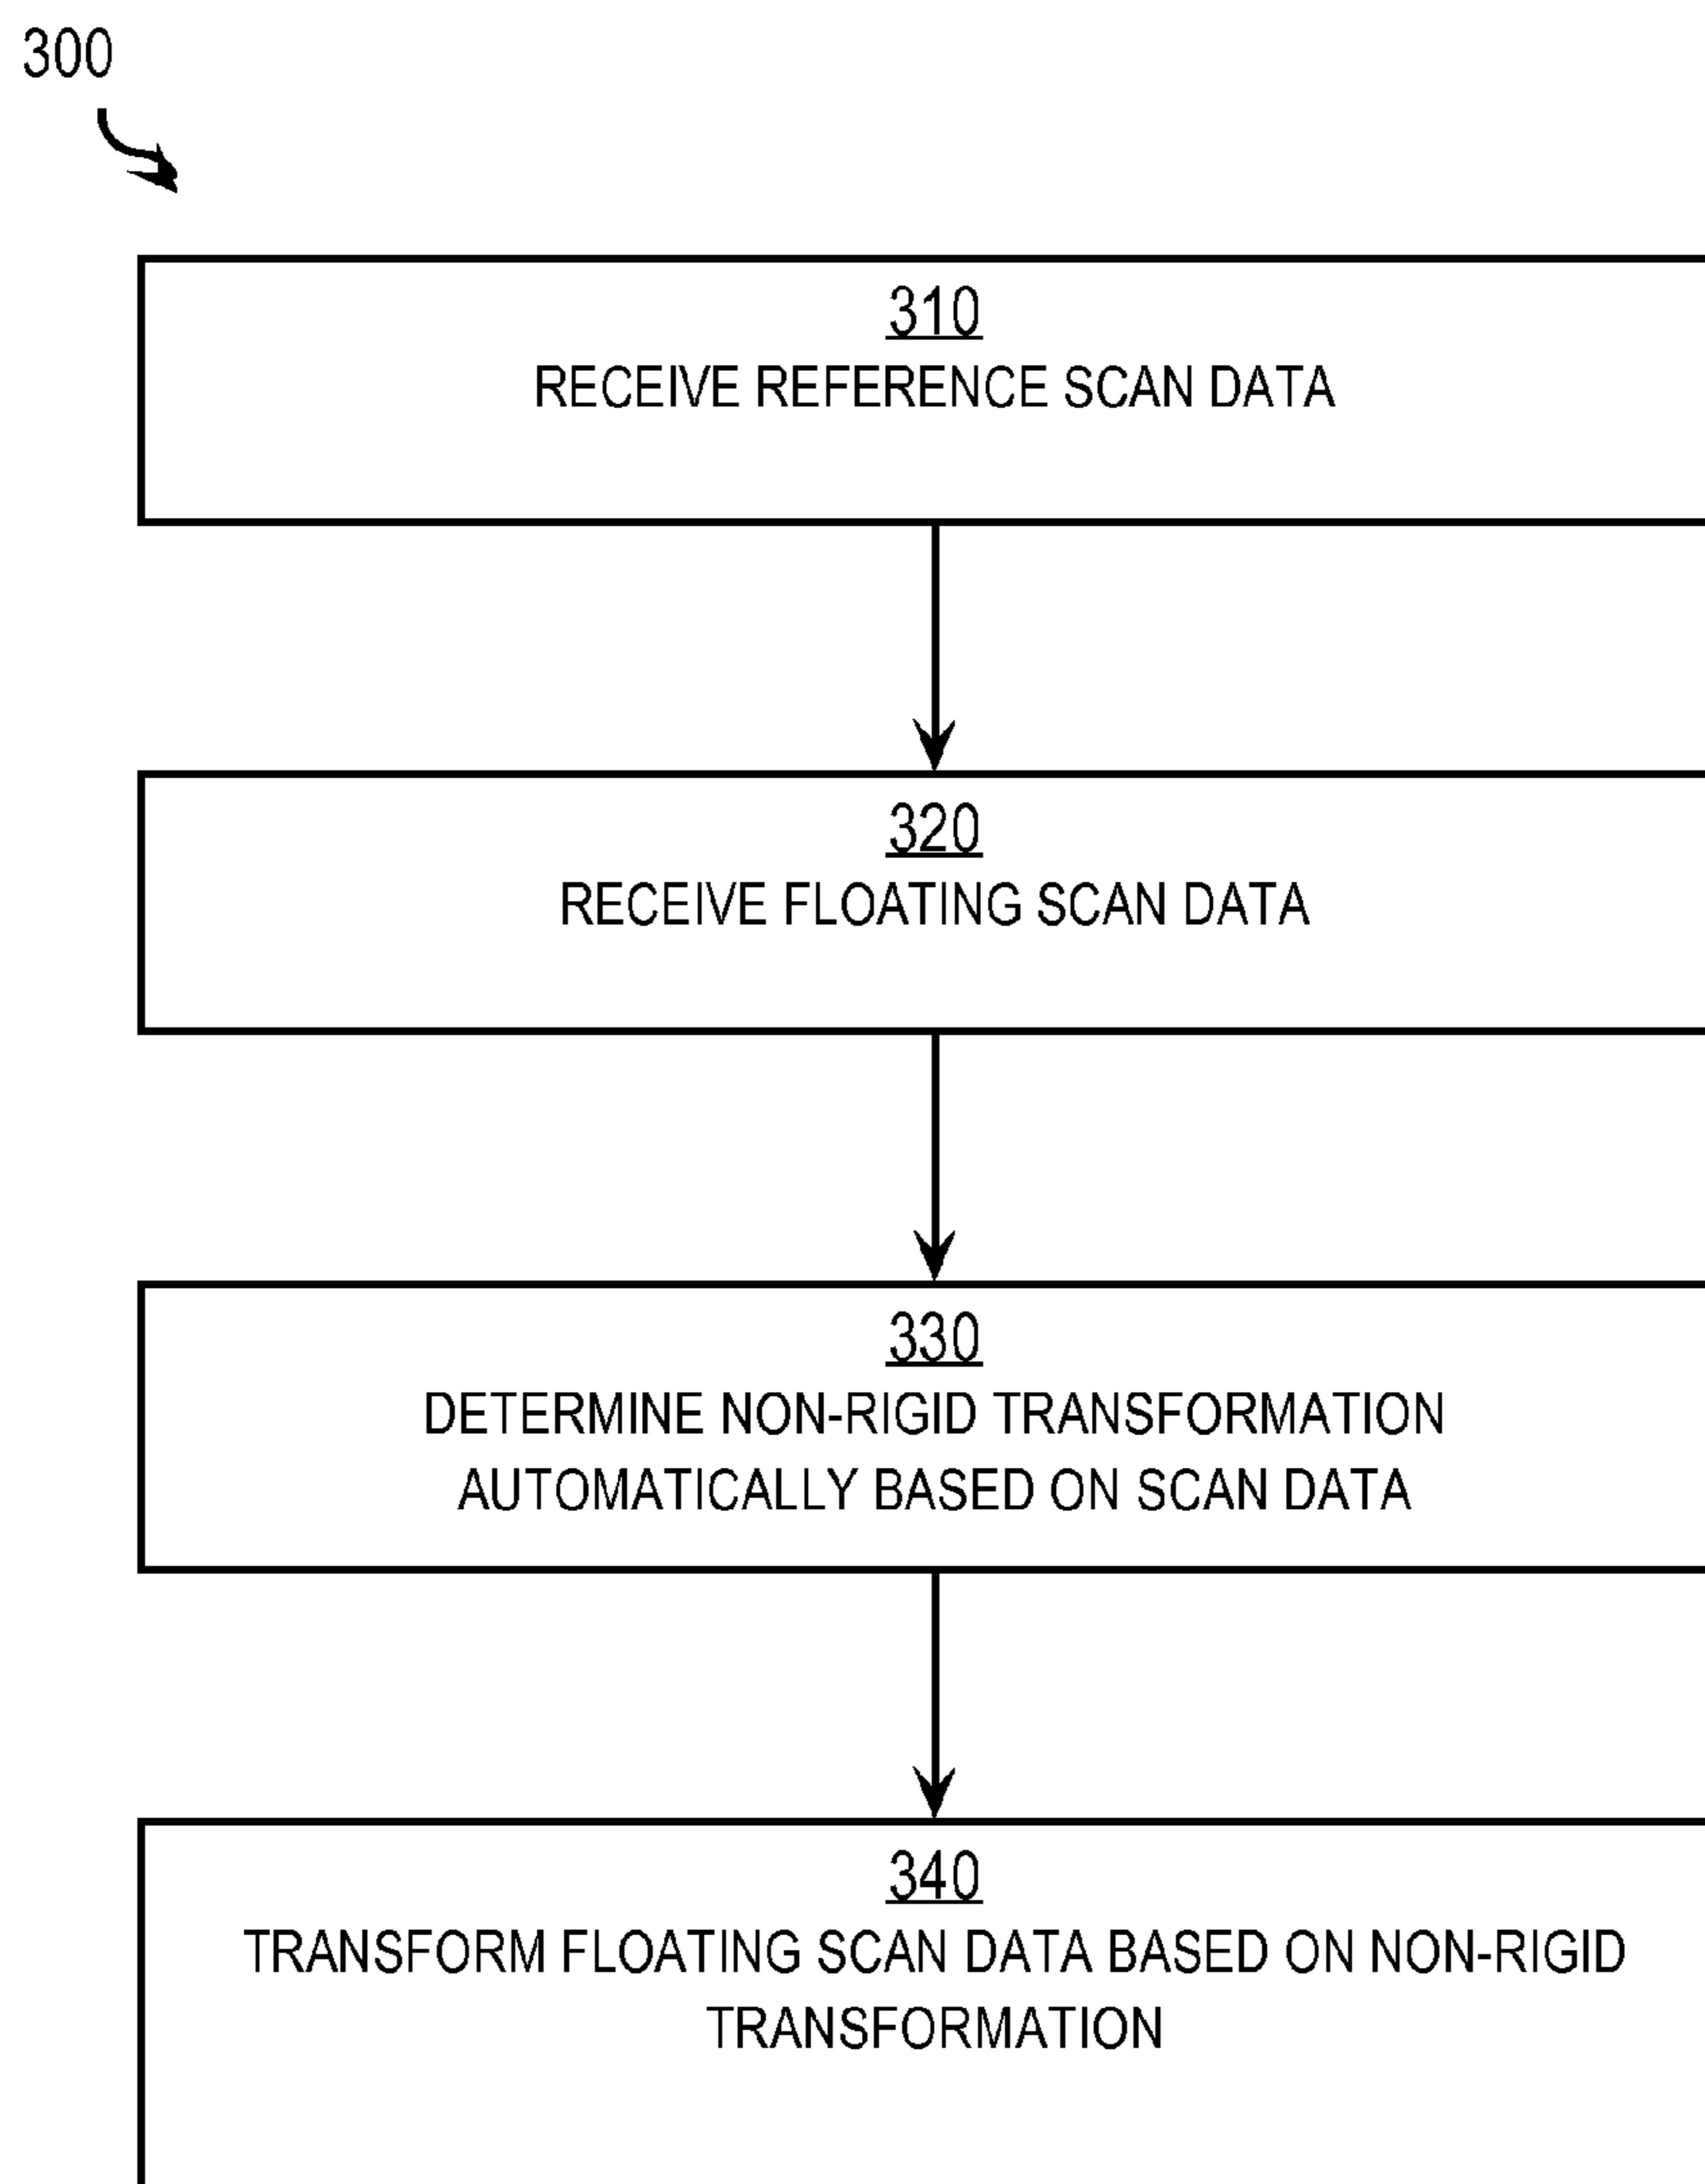 300
310
RECEIVE REFERENCE SCAN DATA
320
RECEIVE FLOATING SCAN DATA
330
DETERMINE NON-RIGID TRANSFORMATION
AUTOMATICALLY BASED ON SCAN DATA
340
TRANSFORM FLOATING SCAN DATA BASED ON NON-RIGID
TRANSFORMATION